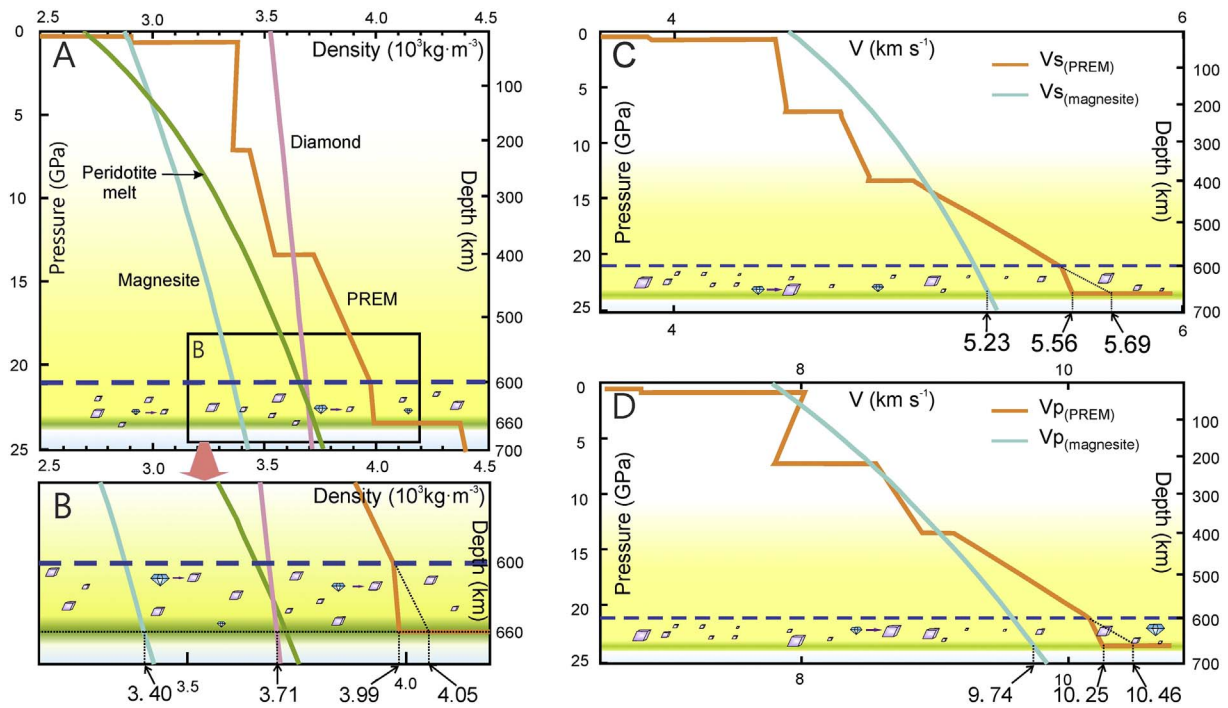 2.5 3.0 3.5 4.0 4.5
A
Density (10³kg·m⁻³)
0
5
10
15
20
25
Pressure (GPa)
100
200
300
400
500
600
660
700
Depth (km)
Diamond
Peridotite
melt
Magnesite
PREM
B
2.5 3.0 3.5 4.0 4.5
B
Density (10³kg·m⁻³)
Depth (km)
600
660
3.40 3.5 3.71 3.99 4.0 4.05
4 6
C
V (km s⁻¹)
Vs(PREM)
Vs(magnesite)
0
5
10
15
20
25
Pressure (GPa)
100
200
300
400
500
600
700
Depth (km)
4 6
5.23 5.56 5.69
8 10
D
V (km s⁻¹)
Vp(PREM)
Vp(magnesite)
0
5
10
15
20
25
Pressure (GPa)
100
200
300
400
500
600
700
Depth (km)
8 10
9.74 10.25 10.46